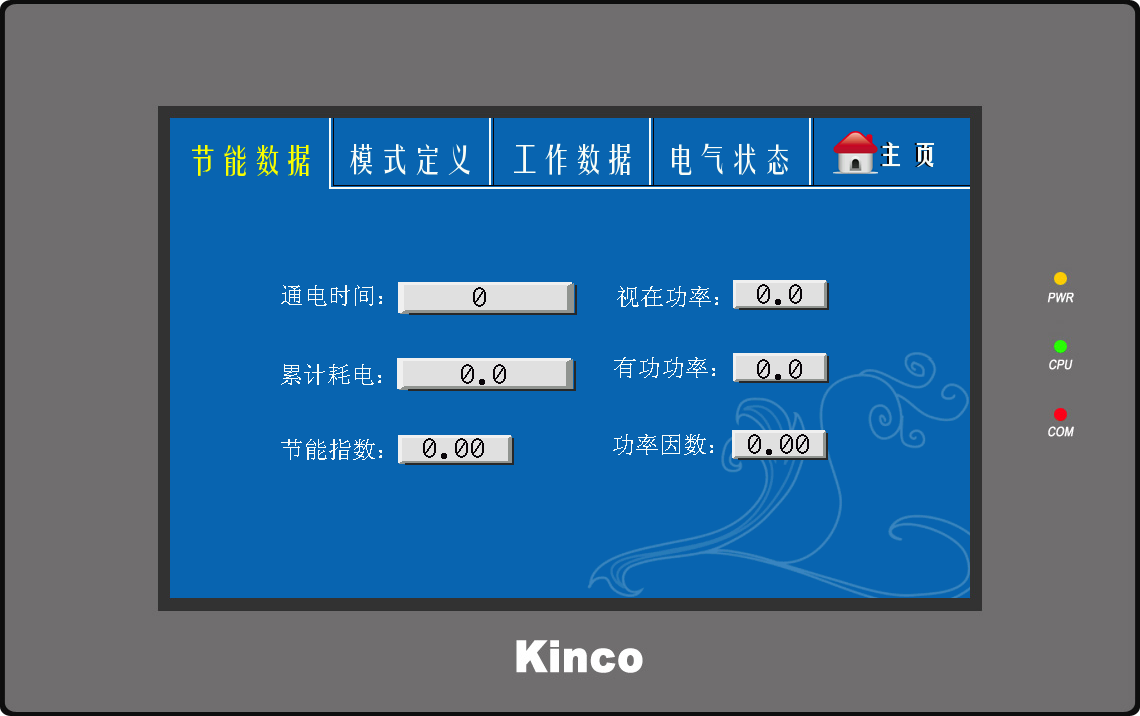 节能数据 模式定义 工作数据 电气状态 主页
通电时间： 0 视在功率： 0.0
累计耗电： 0.0 有功功率： 0.0
节能指数： 0.00 功率因数： 0.00
PWR
CPU
COM
Kinco